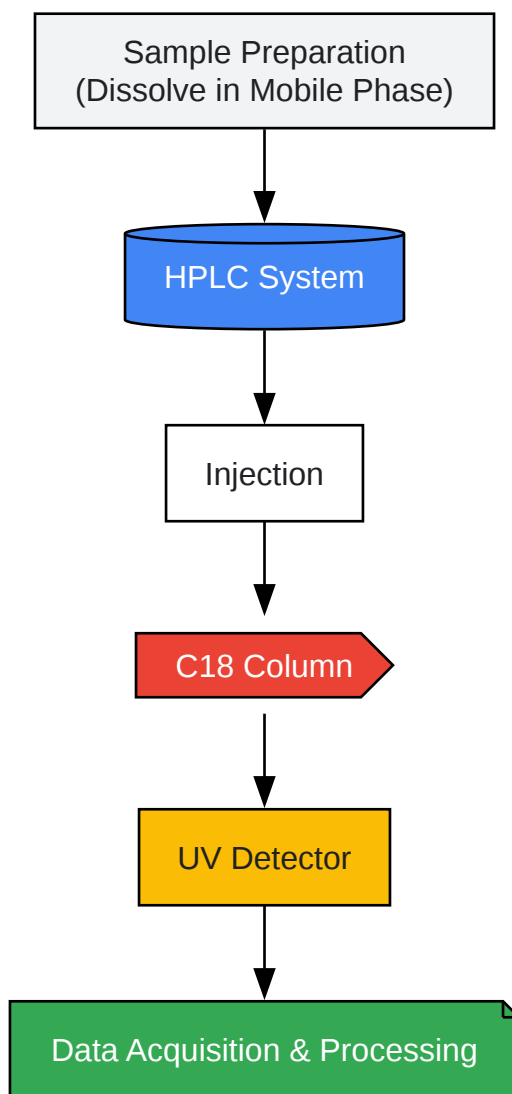 Sample Preparation
(Dissolve in Mobile Phase)
HPLC System
Injection
C18 Column
UV Detector
Data Acquisition & Processing